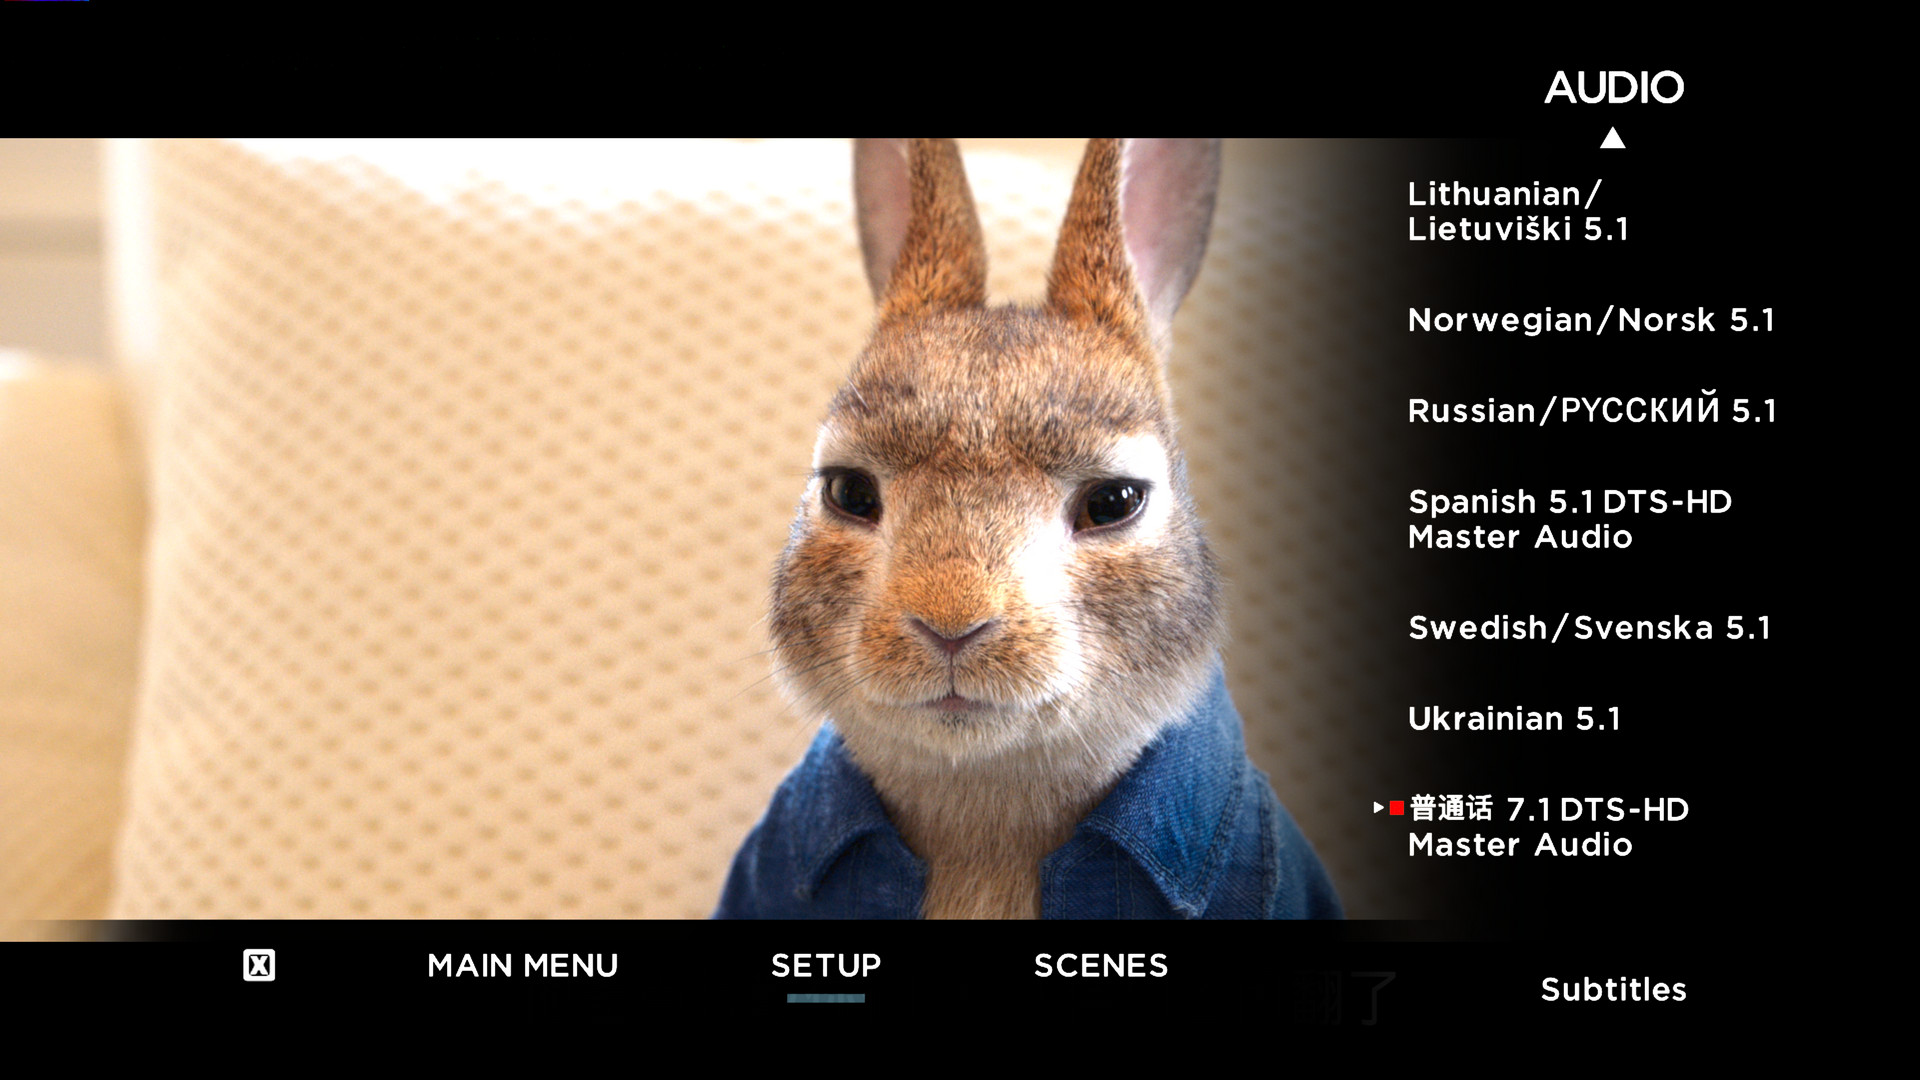 AUDIO
Lithuanian/
Lietuviški 5.1
Norwegian/Norsk 5.1
Russian/РУССКИЙ 5.1
Spanish 5.1 DTS-HD
Master Audio
Swedish/Svenska 5.1
Ukrainian 5.1
普通话 7.1 DTS-HD
Master Audio
X
MAIN MENU
SETUP
SCENES
Subtitles